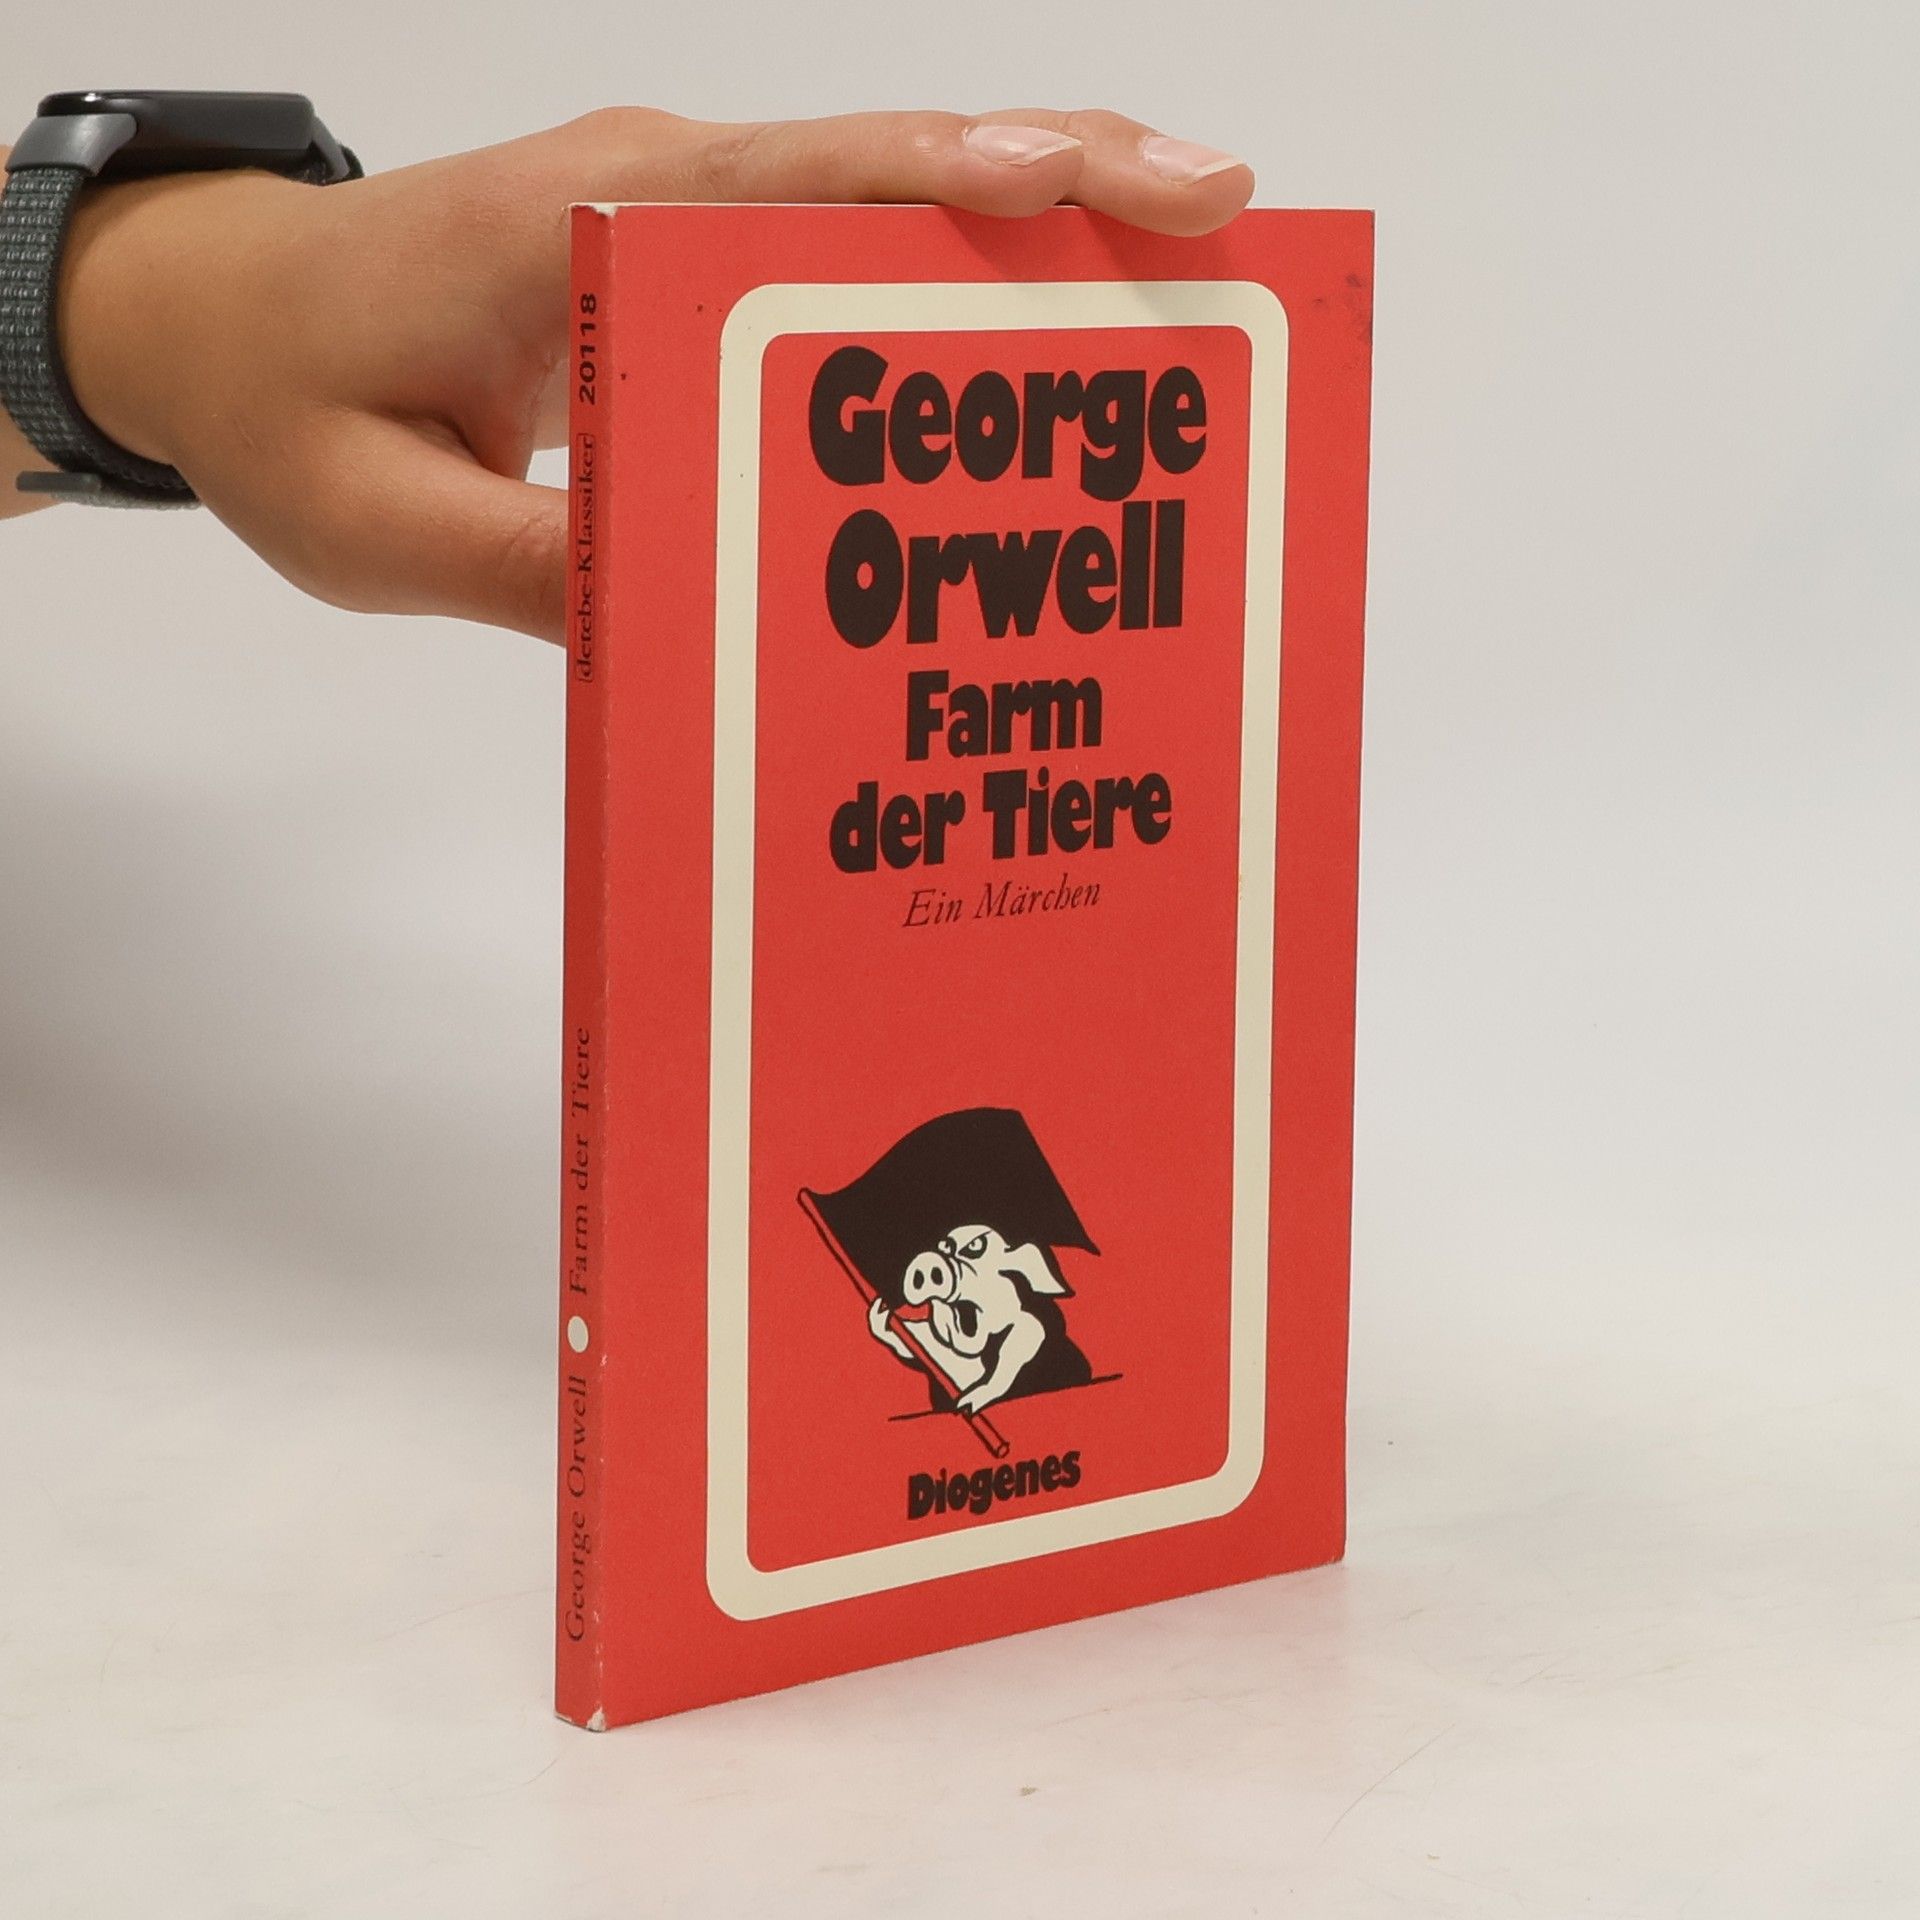 George
Orwell
Farm
der Tiere
Ein Märchen
Diogenes
George Orwell Farm der Tiere
detebe-Klassiker 20118